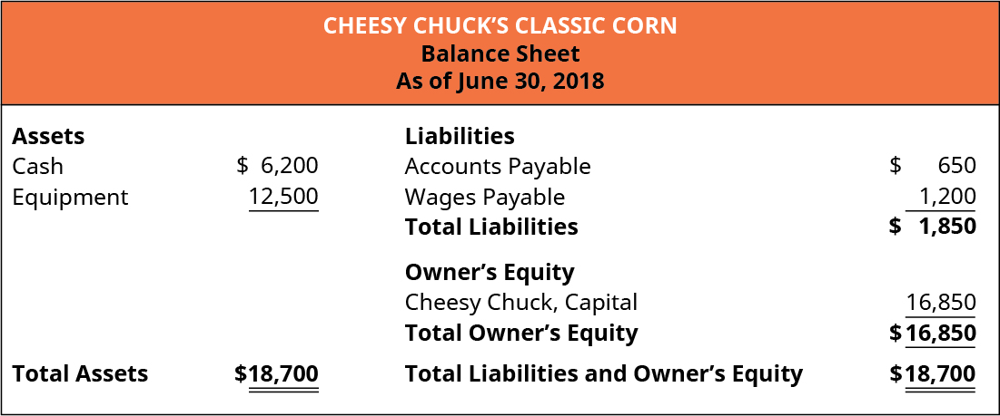 CHEESY CHUCK’S CLASSIC CORN
Balance Sheet
As of June 30, 2018
Assets Liabilities
Cash $ 6,200 Accounts Payable $ 650
Equipment 12,500 Wages Payable 1,200
Total Liabilities $ 1,850
Owner’s Equity
Cheesy Chuck, Capital 16,850
Total Owner’s Equity $16,850
Total Assets $18,700 Total Liabilities and Owner’s Equity $18,700